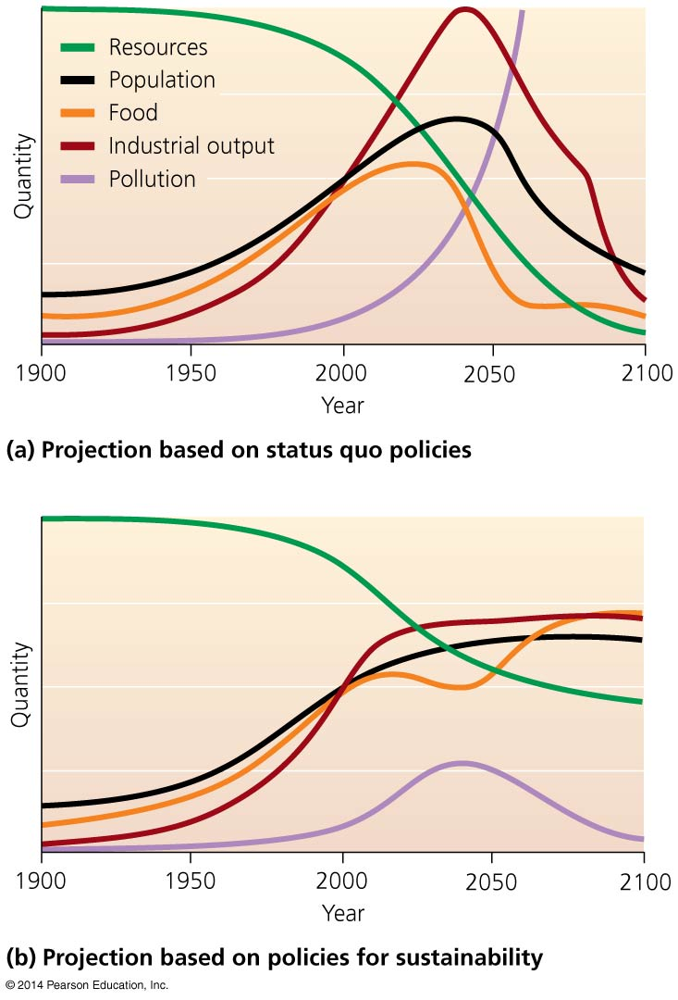 Resources
Population
Food
Industrial output
Pollution
Quantity
1900 1950 2000 2050 2100
Year
(a) Projection based on status quo policies
Quantity
1900 1950 2000 2050 2100
Year
(b) Projection based on policies for sustainability
© 2014 Pearson Education, Inc.